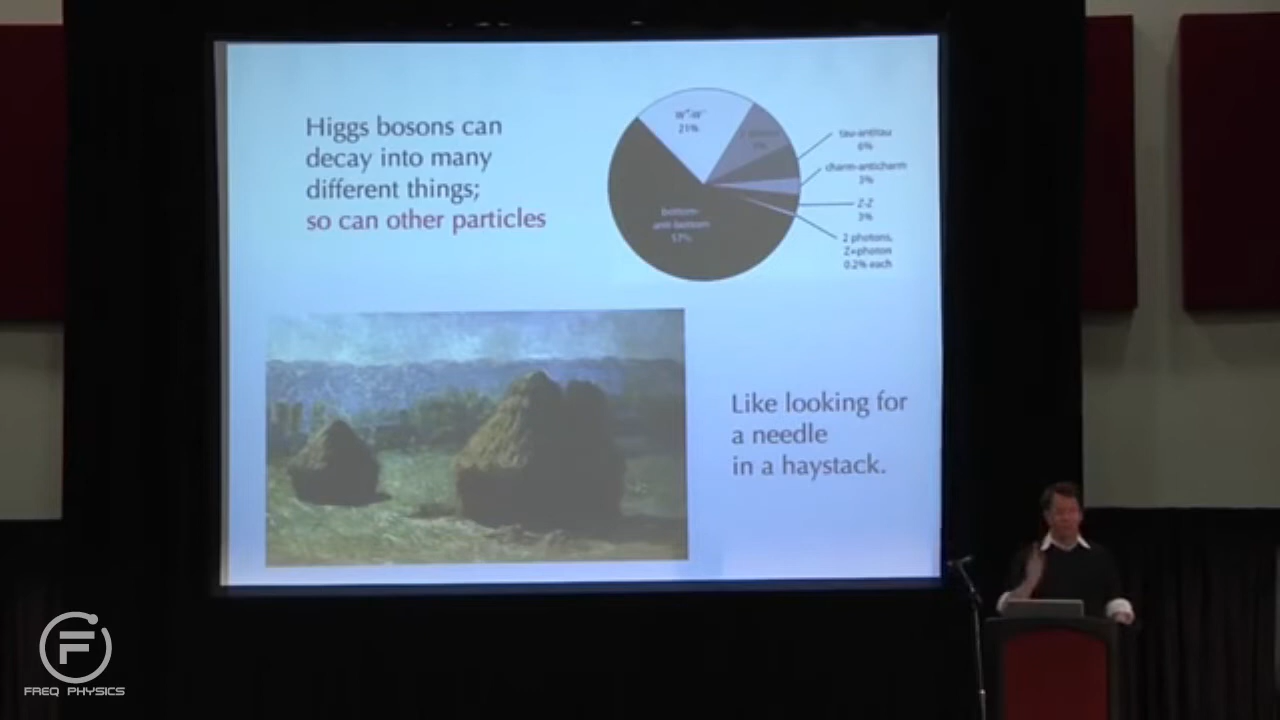 Higgs bosons can
decay into many
different things;
so can other particles
W⁺W⁻
21%
bottom-
anti-bottom
57%
tau-antitau
6%
charm-anticharm
3%
Z-Z
3%
2 photons,
Z+photon
0.2% each
Like looking for
a needle
in a haystack.
F
FREQ PHYSICS